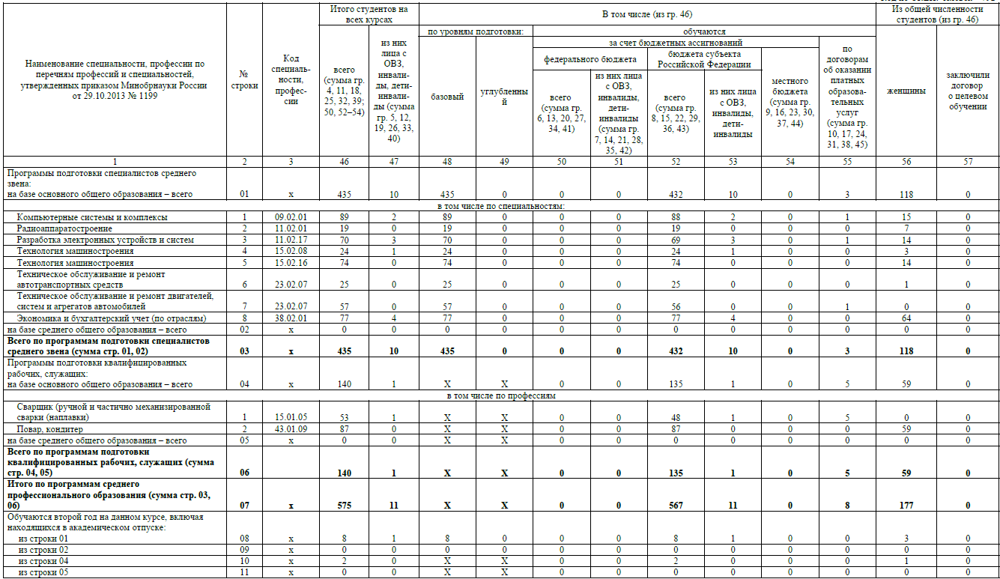 Наименование специальности, профессии по
перечням профессий и специальностей,
утвержденных приказом Минобрнауки России
от 29.10.2013 № 1199
№
строки
Код
специаль-
ности,
профес-
сии
Итого студентов на
всех курсах
всего
(сумма гр.
4, 11, 18,
25, 32, 39;
50, 52–54)
из них
лица с
ОВЗ,
инвали-
ды, дети-
инвали-
ды (сумма
гр. 5, 12,
19, 26, 33,
40)
В том числе (из гр. 46)
по уровням подготовки:
базовый
углубленны
й
обучаются
за счет бюджетных ассигнований
федерального бюджета
всего
(сумма гр.
6, 13, 20, 27,
34, 41)
из них лица
с ОВЗ,
инвалиды,
дети-
инвалиды
(сумма гр.
7, 14, 21, 28,
35, 42)
бюджета субъекта
Российской Федерации
всего
(сумма гр.
8, 15, 22, 29,
36, 43)
из них лица
с ОВЗ,
инвалиды,
дети-
инвалиды
местного
бюджета
(сумма гр.
9, 16, 23, 30,
37, 44)
по
договорам
об оказании
платных
образова-
тельных
услуг
(сумма гр.
10, 17, 24,
31, 38, 45)
Из общей численности
студентов (из гр. 46)
женщины
заключили
договор
о целевом
обучении
1 2 3 46 47 48 49 50 51 52 53 54 55 56 57
Программы подготовки специалистов среднего
звена:
на базе основного общего образования – всего 01 х 435 10 435 0 0 0 432 10 0 3 118 0
в том числе по специальностям:
Компьютерные системы и комплексы 1 09.02.01 89 2 89 0 0 0 88 2 0 1 15 0
Радиоаппаратостроение 2 11.02.01 19 0 19 0 0 0 19 0 0 0 7 0
Разработка электронных устройств и систем 3 11.02.17 70 3 70 0 0 0 69 3 0 1 14 0
Технология машиностроения 4 15.02.08 24 1 24 0 0 0 24 1 0 0 3 0
Технология машиностроения 5 15.02.16 74 0 74 0 0 0 74 0 0 0 14 0
Техническое обслуживание и ремонт
автотранспортных средств 6 23.02.07 25 0 25 0 0 0 25 0 0 0 1 0
Техническое обслуживание и ремонт двигателей,
систем и агрегатов автомобилей 7 23.02.07 57 0 57 0 0 0 56 0 0 1 0 0
Экономика и бухгалтерский учет (по отраслям) 8 38.02.01 77 4 77 0 0 0 77 4 0 0 64 0
на базе среднего общего образования – всего 02 х 0 0 0 0 0 0 0 0 0 0 0 0
Всего по программам подготовки специалистов
среднего звена (сумма стр. 01, 02) 03 х 435 10 435 0 0 0 432 10 0 3 118 0
Программы подготовки квалифицированных
рабочих, служащих:
на базе основного общего образования – всего 04 х 140 1 Х Х 0 0 135 1 0 5 59 0
в том числе по профессиям
Сварщик (ручной и частично механизированной
сварки (наплавки) 1 15.01.05 53 1 Х Х 0 0 48 1 0 5 0 0
Повар, кондитер 2 43.01.09 87 0 Х Х 0 0 87 0 0 0 59 0
на базе среднего общего образования – всего 05 х 0 0 Х Х 0 0 0 0 0 0 0 0
Всего по программам подготовки
квалифицированных рабочих, служащих (сумма
стр. 04, 05) 06 140 1 Х Х 0 0 135 1 0 5 59 0
Итого по программам среднего
профессионального образования (сумма стр. 03,
06) 07 х 575 11 Х Х 0 0 567 11 0 8 177 0
Обучаются второй год на данном курсе, включая
находящихся в академическом отпуске:
из строки 01 08 х 8 1 8 0 0 0 8 1 0 0 3 0
из строки 02 09 х 0 0 0 0 0 0 0 0 0 0 0 0
из строки 04 10 х 2 0 Х Х 0 0 2 0 0 0 1 0
из строки 05 11 х 0 0 Х Х 0 0 0 0 0 0 0 0